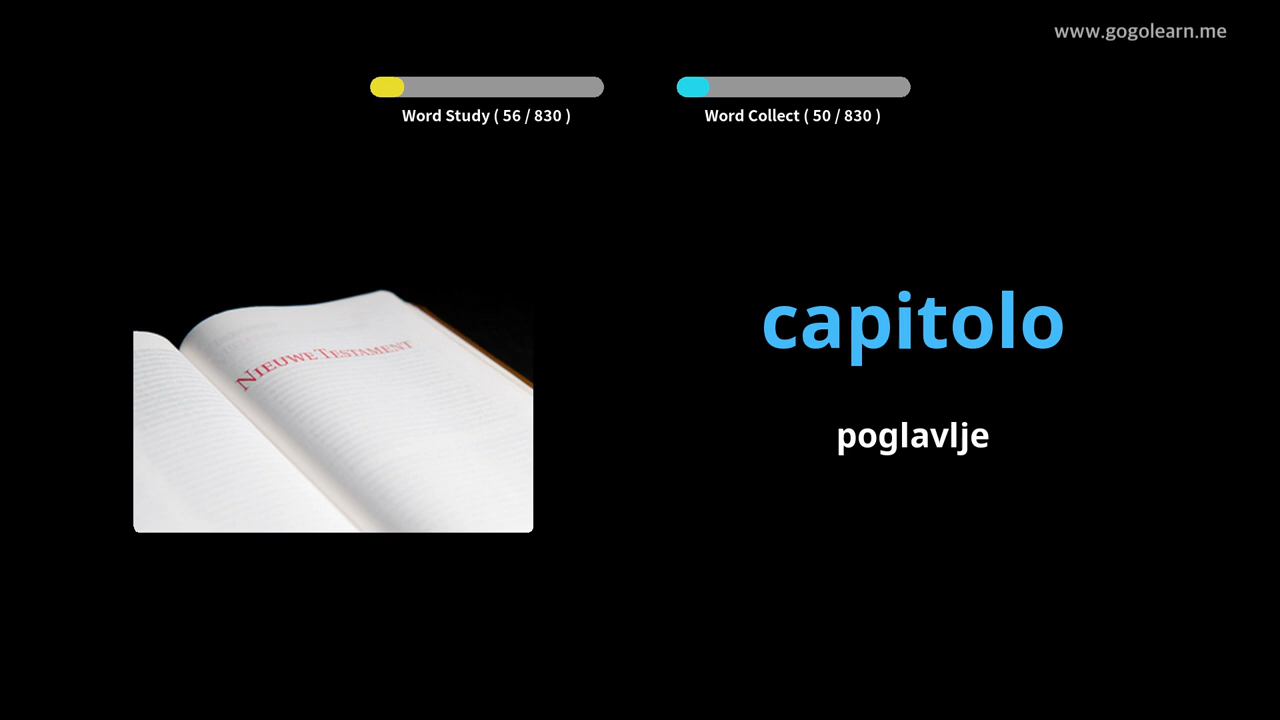 www.gogolearn.me
Word Study ( 56 / 830 )
Word Collect ( 50 / 830 )
NIEUWE TESTAMENT
capitolo
poglavlje